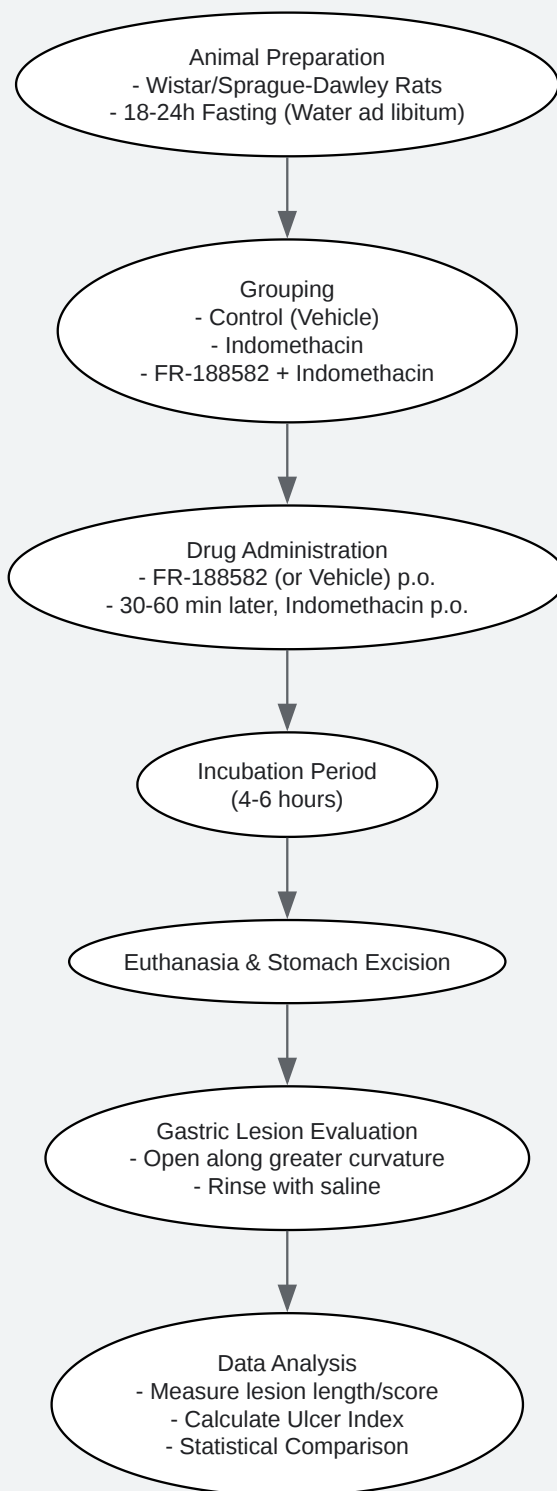 Animal Preparation
- Wistar/Sprague-Dawley Rats
- 18-24h Fasting (Water ad libitum)
Grouping
- Control (Vehicle)
- Indomethacin
- FR-188582 + Indomethacin
Drug Administration
- FR-188582 (or Vehicle) p.o.
- 30-60 min later, Indomethacin p.o.
Incubation Period
(4-6 hours)
Euthanasia & Stomach Excision
Gastric Lesion Evaluation
- Open along greater curvature
- Rinse with saline
Data Analysis
- Measure lesion length/score
- Calculate Ulcer Index
- Statistical Comparison